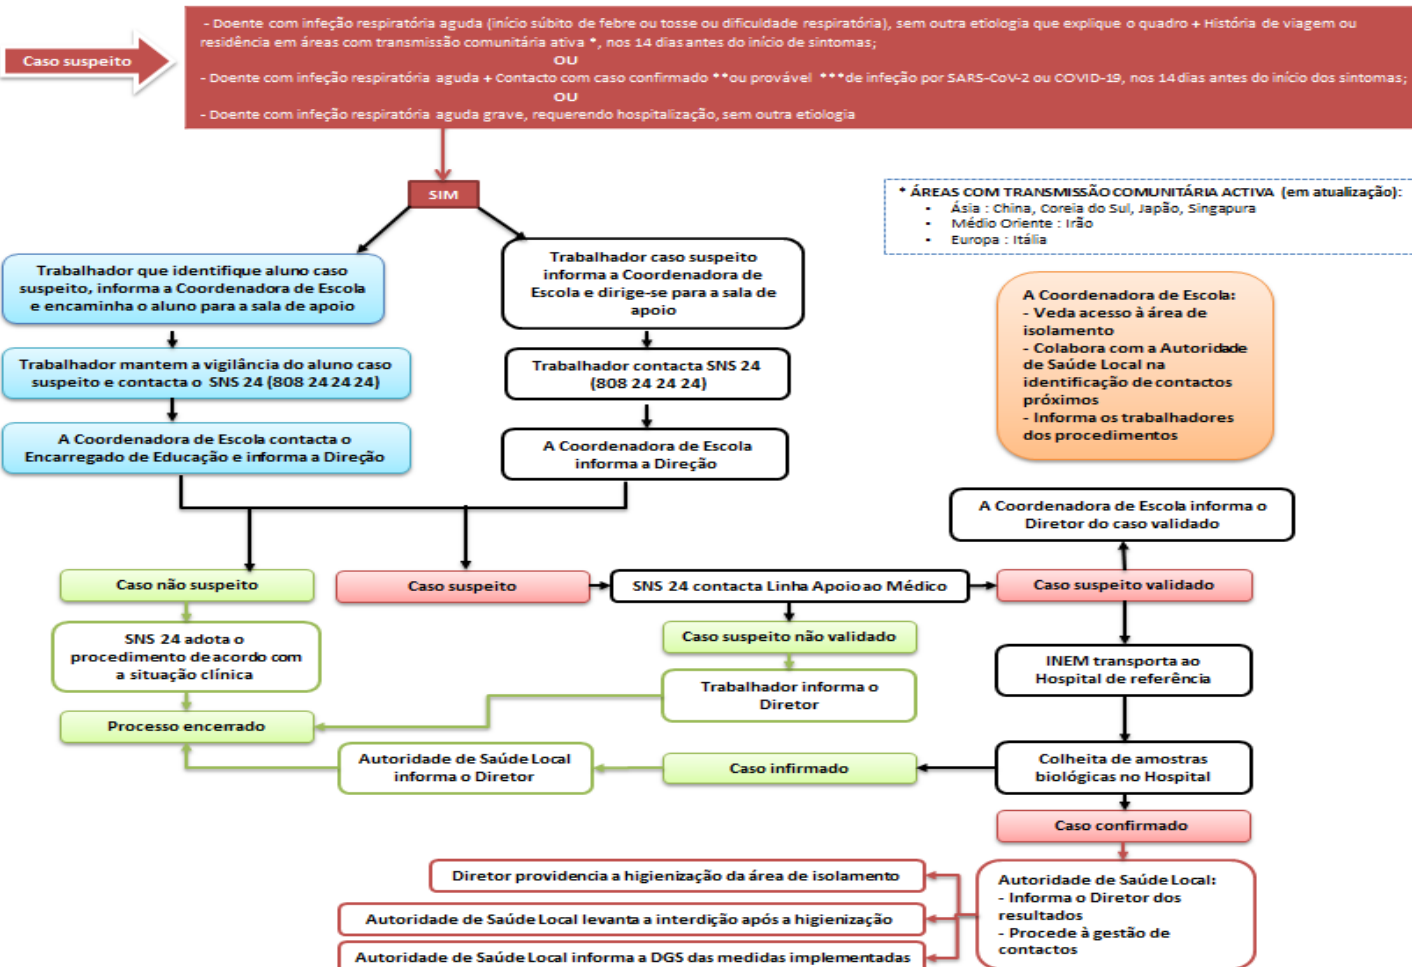 Caso suspeito
- Doente com infeção respiratória aguda (início súbito de febre ou tosse ou dificuldade respiratória), sem outra etiologia que explique o quadro + História de viagem ou
residência em áreas com transmissão comunitária ativa *, nos 14 dias antes do início de sintomas;
OU
- Doente com infeção respiratória aguda + Contacto com caso confirmado **ou provável ***de infeção por SARS-CoV-2 ou COVID-19, nos 14 dias antes do início dos sintomas;
OU
- Doente com infeção respiratória aguda grave, requerendo hospitalização, sem outra etiologia
SIM
* ÁREAS COM TRANSMISSÃO COMUNITÁRIA ACTIVA (em atualização):
• Ásia : China, Coreia do Sul, Japão, Singapura
• Médio Oriente : Irão
• Europa : Itália
Trabalhador que identifique aluno caso
suspeito, informa a Coordenadora de Escola
e encaminha o aluno para a sala de apoio
Trabalhador caso suspeito
informa a Coordenadora de
Escola e dirige-se para a sala de
apoio
A Coordenadora de Escola:
- Veda acesso à área de
isolamento
- Colabora com a Autoridade
de Saúde Local na
identificação de contactos
próximos
- Informa os trabalhadores
dos procedimentos
Trabalhador mantem a vigilância do aluno caso
suspeito e contacta o SNS 24 (808 24 24 24)
Trabalhador contacta SNS 24
(808 24 24 24)
A Coordenadora de Escola contacta o
Encarregado de Educação e informa a Direção
A Coordenadora de Escola
informa a Direção
A Coordenadora de Escola informa o
Diretor do caso validado
Caso não suspeito
Caso suspeito
SNS 24 contacta Linha Apoio ao Médico
Caso suspeito validado
SNS 24 adota o
procedimento de acordo com
a situação clínica
Caso suspeito não validado
INEM transporta ao
Hospital de referência
Trabalhador informa o
Diretor
Processo encerrado
Autoridade de Saúde Local
informa o Diretor
Caso infirmado
Colheita de amostras
biológicas no Hospital
Caso confirmado
Diretor providencia a higienização da área de isolamento
Autoridade de Saúde Local levanta a interdição após a higienização
Autoridade de Saúde Local informa a DGS das medidas implementadas
Autoridade de Saúde Local:
- Informa o Diretor dos
resultados
- Procede à gestão de
contactos